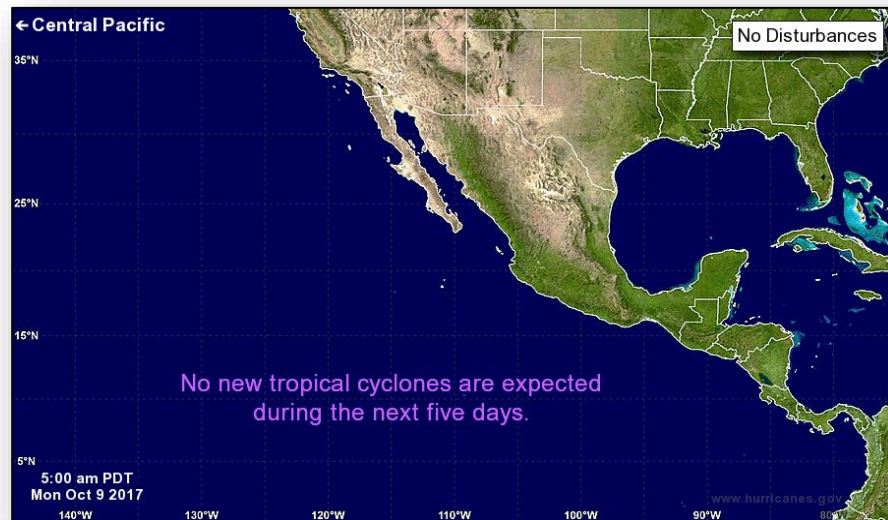 ← Central Pacific
No Disturbances
35°N
25°N
15°N
No new tropical cyclones are expected
during the next five days.
5°N
5:00 am PDT
Mon Oct 9 2017
www.hurricanes.gov
140°W
130°W
120°W
110°W
100°W
90°W
80°W